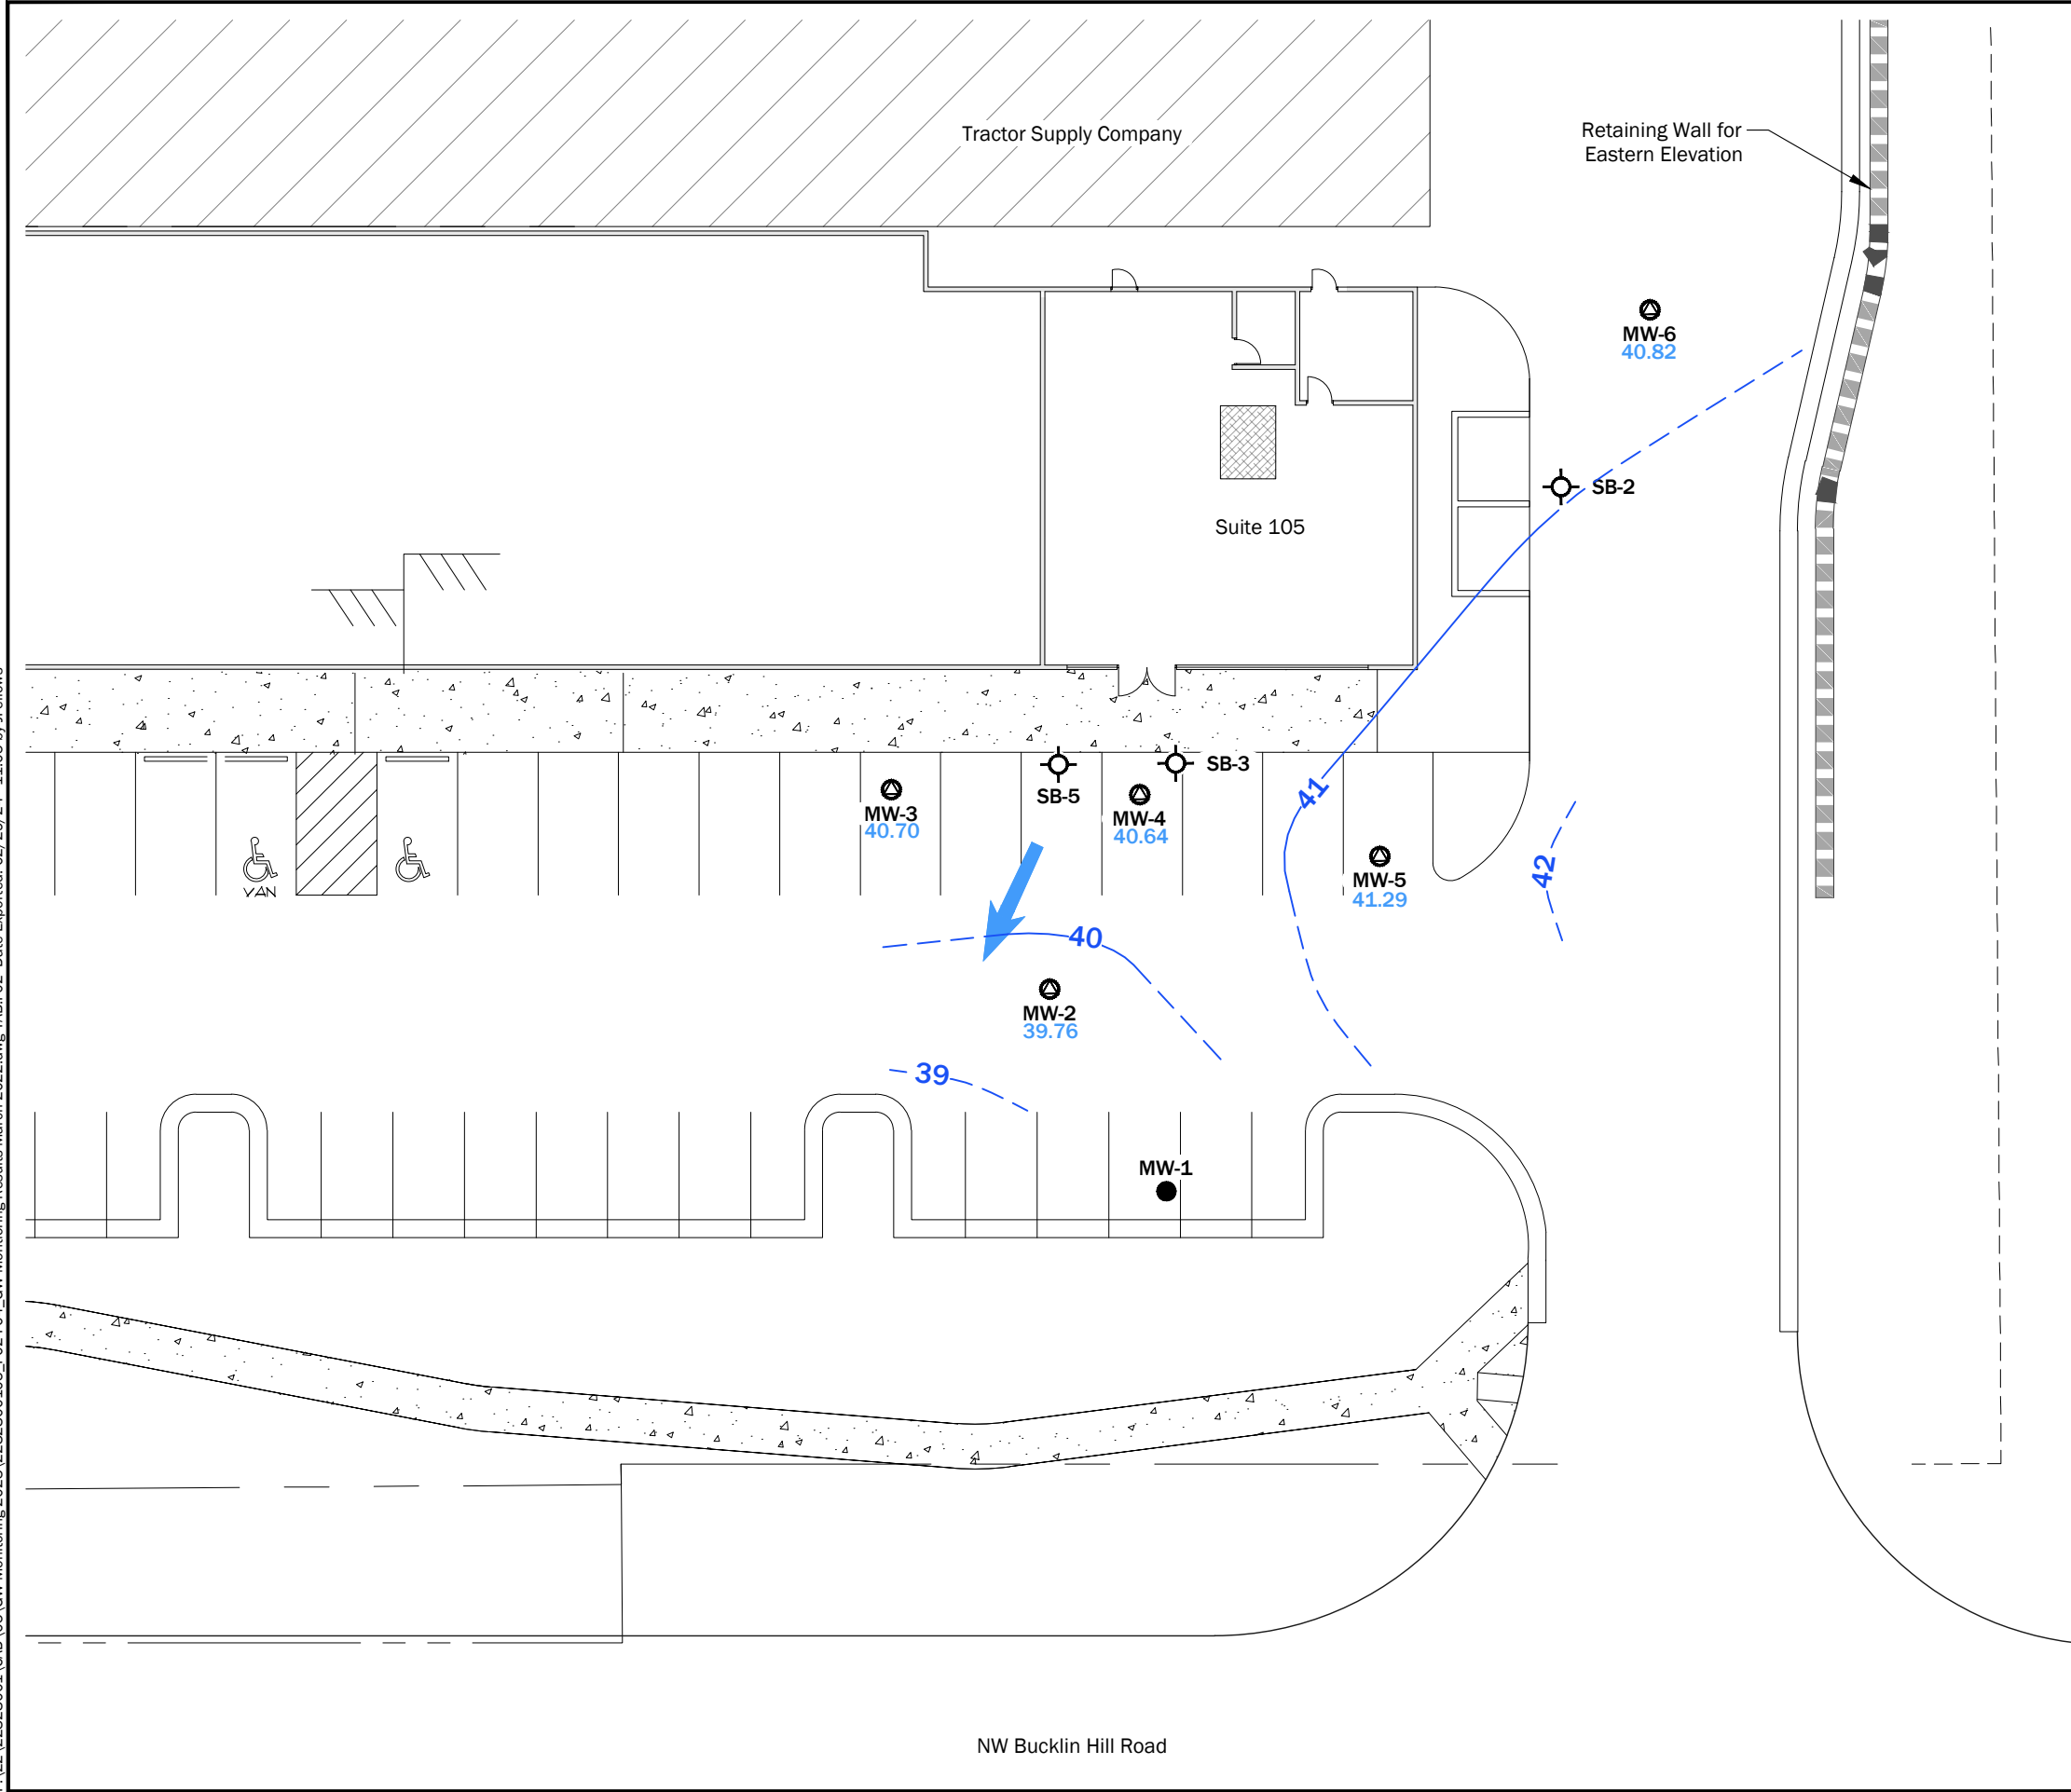 Tractor Supply Company
Retaining Wall for
Eastern Elevation
MW-6
40.82
SB-2
Suite 105
SB-3
SB-5
MW-3
40.70
MW-4
40.64
41
MW-5
41.29
42
VAN
40
MW-2
39.76
39
MW-1
NW Bucklin Hill Road